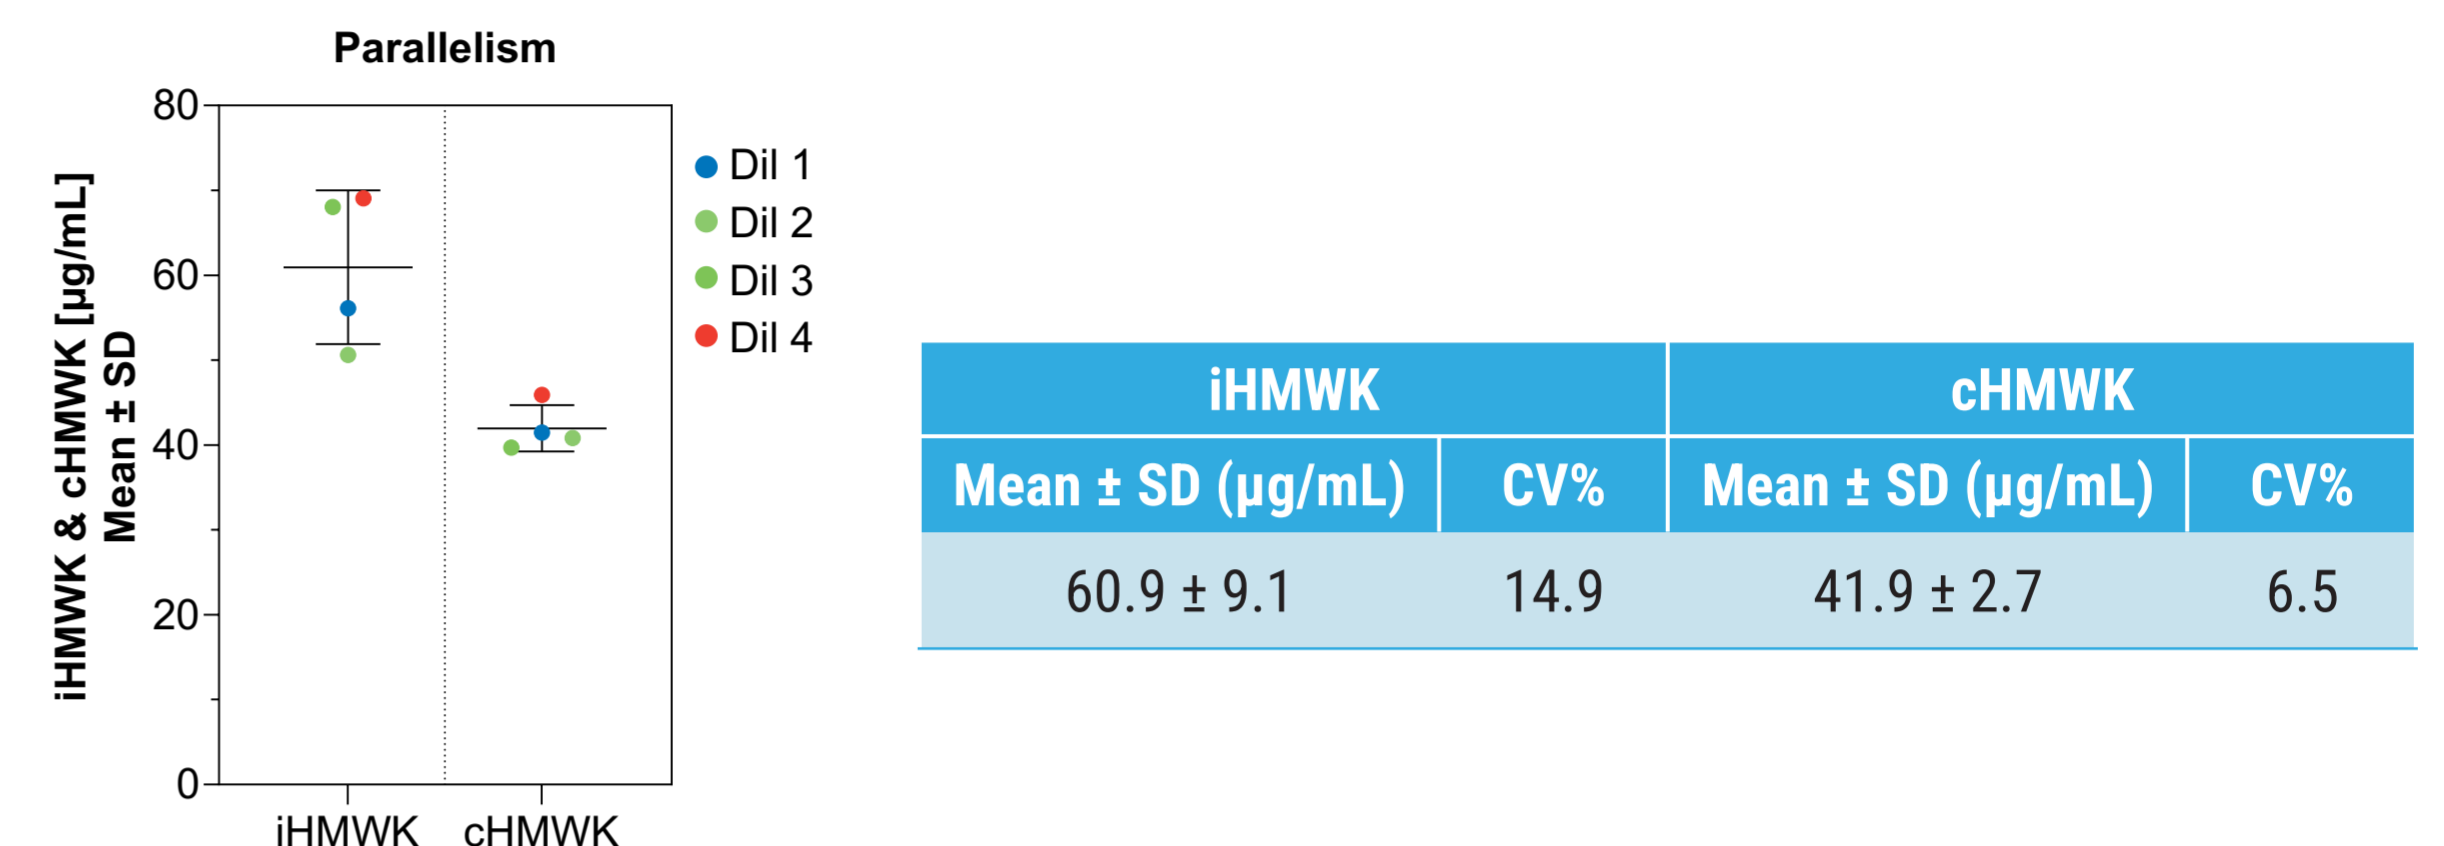 Parallelism
iHMWK & cHMWK [µg/mL]
Mean ± SD
80
60
40
20
0
iHMWK cHMWK
Dil 1
Dil 2
Dil 3
Dil 4
iHMWK cHMWK
Mean ± SD (µg/mL) CV% Mean ± SD (µg/mL) CV%
60.9 ± 9.1 14.9 41.9 ± 2.7 6.5